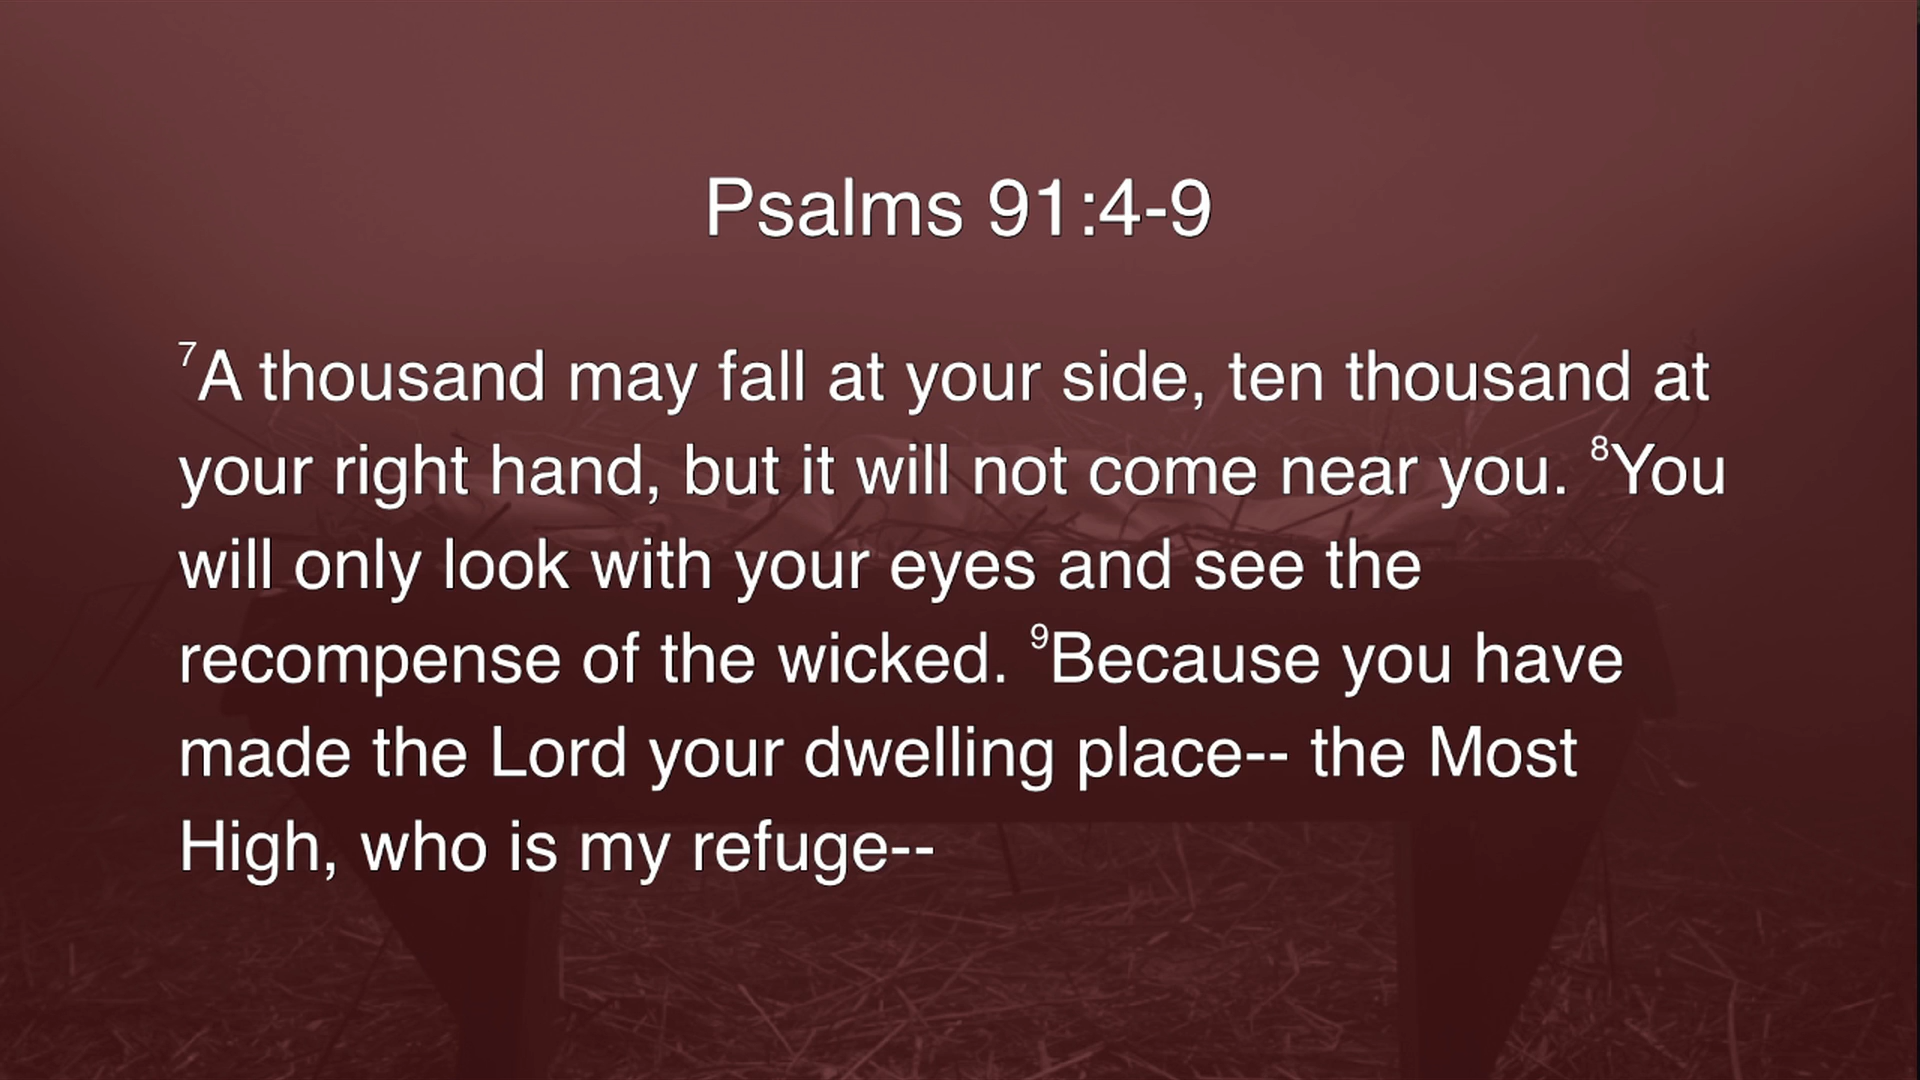 Psalms 91:4-9
⁷A thousand may fall at your side, ten thousand at
your right hand, but it will not come near you. ⁸You
will only look with your eyes and see the
recompense of the wicked. ⁹Because you have
made the Lord your dwelling place-- the Most
High, who is my refuge--